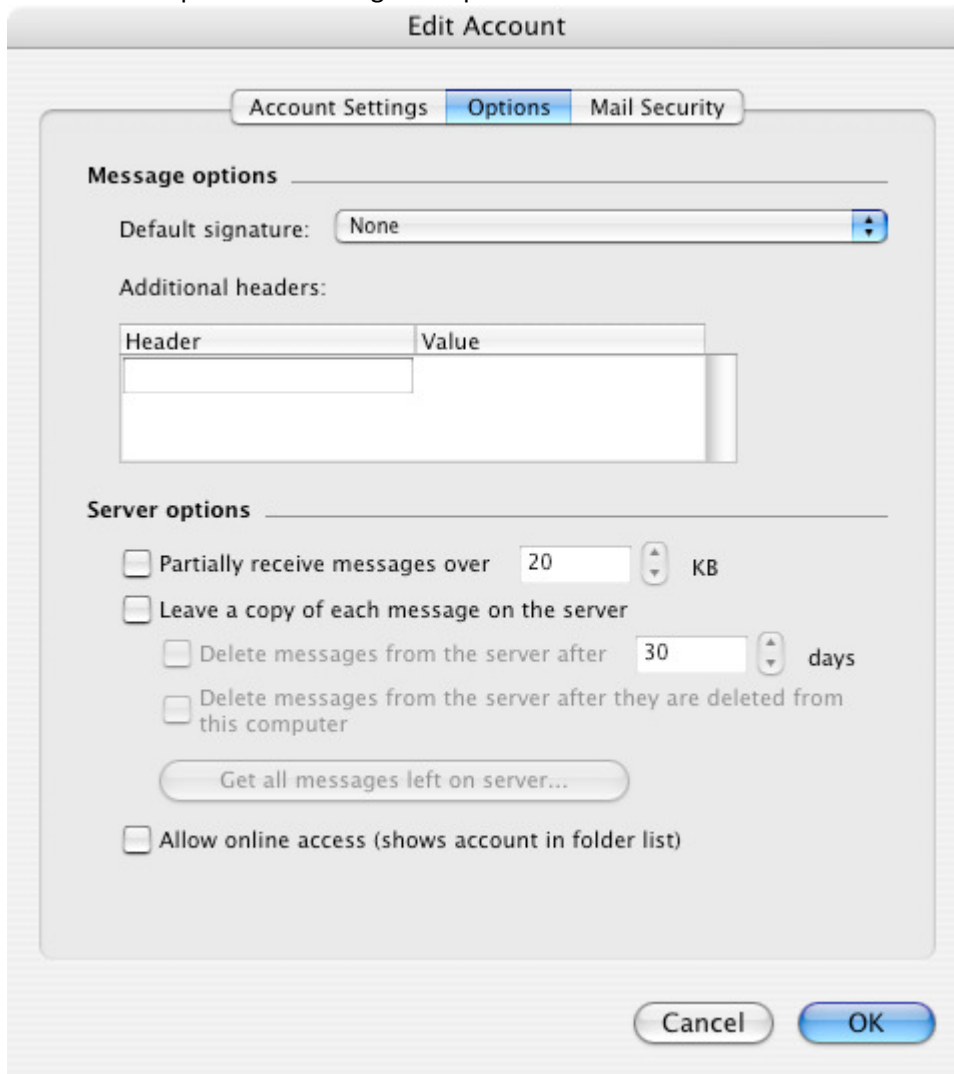 Edit Account
Account Settings Options Mail Security
Message options
Default signature: None
Additional headers:
Header Value
Server options
Partially receive messages over 20 KB
Leave a copy of each message on the server
Delete messages from the server after 30 days
Delete messages from the server after they are deleted from
this computer
Get all messages left on server...
Allow online access (shows account in folder list)
Cancel OK